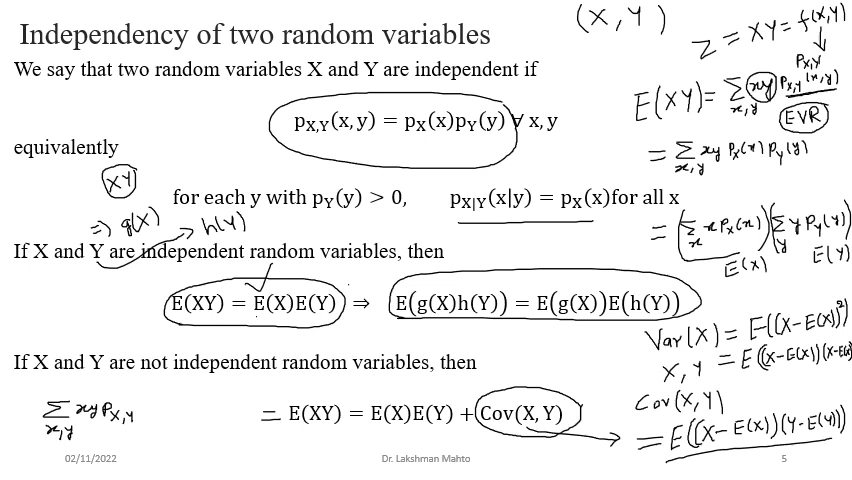 Independency of two random variables
(X, Y)
Z = XY = f(X,Y)
We say that two random variables X and Y are independent if
p_{X,Y}(x, y) = p_X(x)p_Y(y) ∀ x, y
P_{X,Y}
E(XY) = Σ_{x,y} xy P_{X,Y}(x,y)
EVR
= Σ_{x,y} xy P_X(x) P_Y(y)
equivalently
XY
for each y with p_Y(y) > 0, p_{X|Y}(x|y) = p_X(x)for all x
⇒ g(X) → h(Y)
= (Σ_x x P_X(x)) (Σ_y y P_Y(y))
E(X) E(Y)
If X and Y are independent random variables, then
E(XY) = E(X)E(Y) ⇒ E(g(X)h(Y)) = E(g(X))E(h(Y))
Var(X) = E((X-E(X))²)
X, Y = E((X-E(X))(X-E(X)
If X and Y are not independent random variables, then
Σ_{x,y} xy P_{X,Y} = E(XY) = E(X)E(Y) + Cov(X, Y)
Cov(X,Y)
= E((X-E(X))(Y-E(Y)))
02/11/2022
Dr. Lakshman Mahto
5